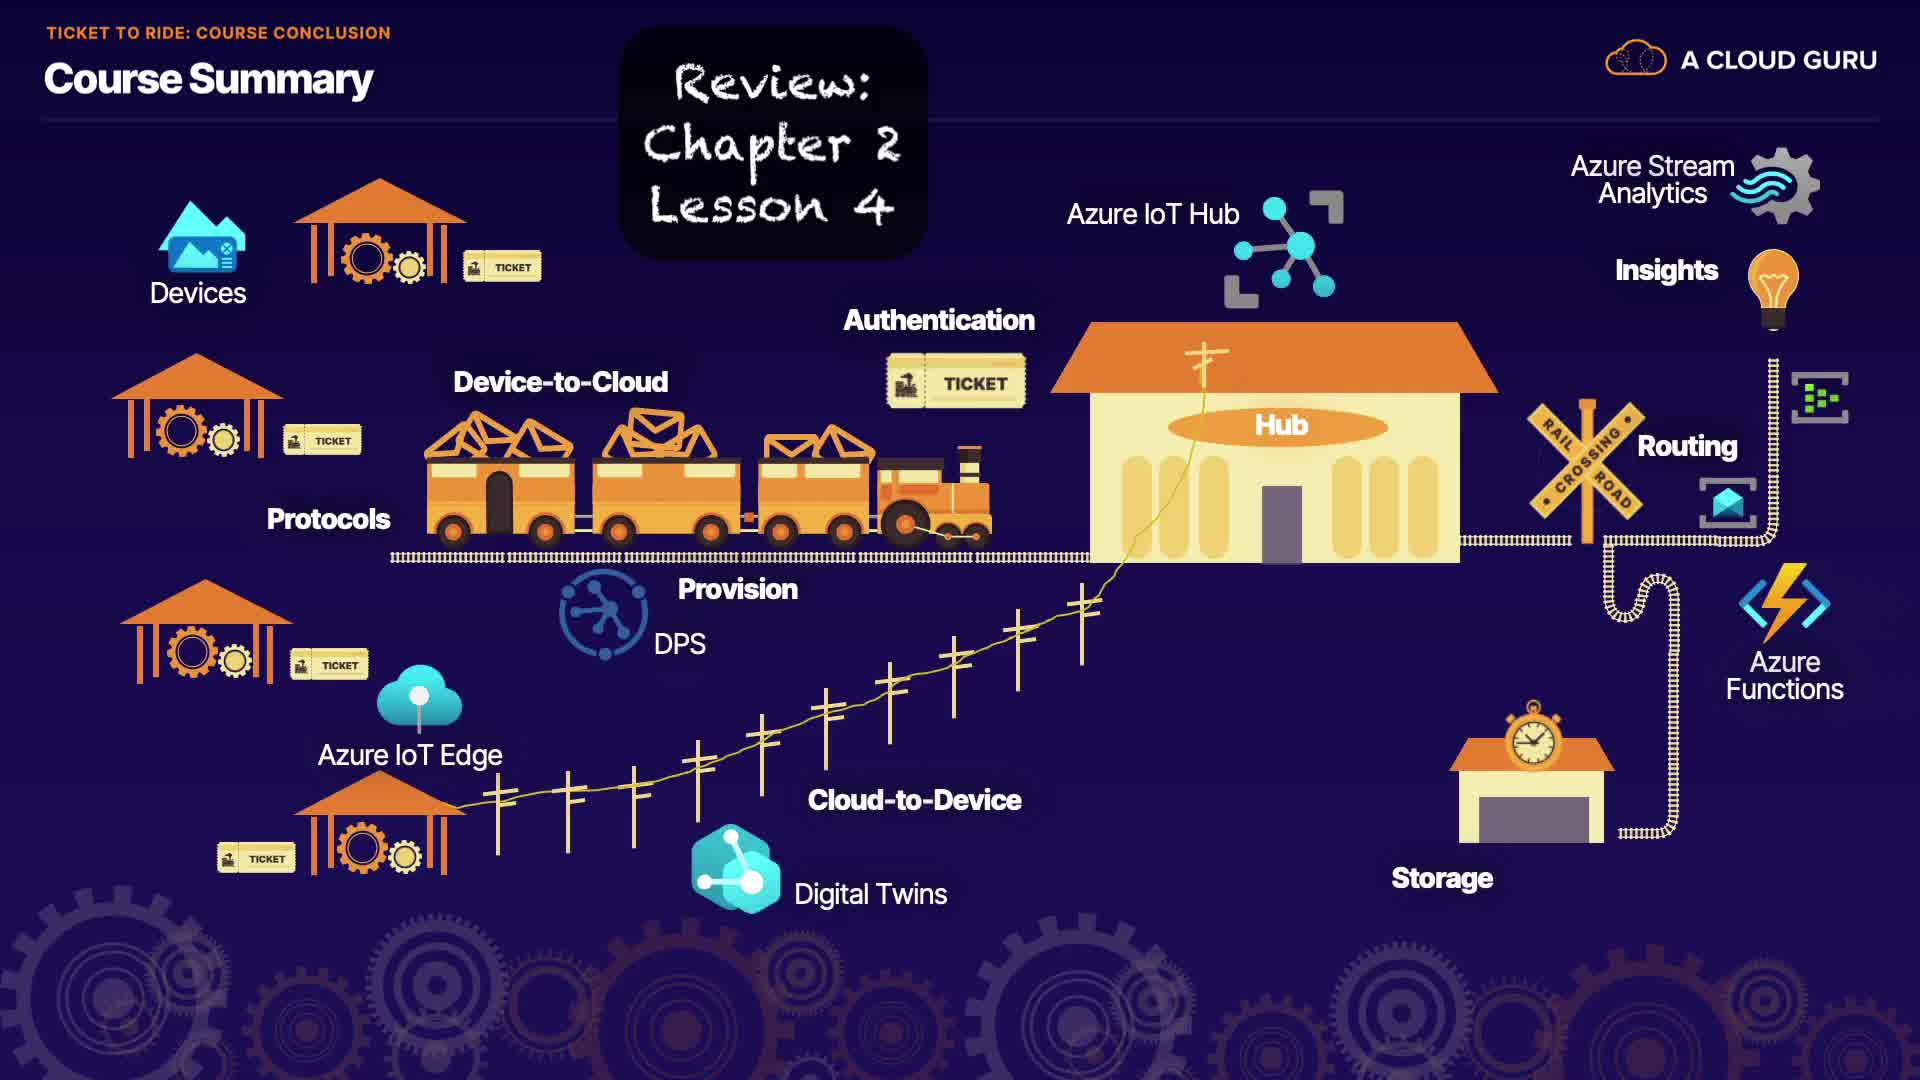 TICKET TO RIDE: COURSE CONCLUSION
Course Summary
Review:
Chapter 2
Lesson 4
A CLOUD GURU
Azure Stream
Analytics
Azure IoT Hub
Insights
Devices
TICKET
Authentication
TICKET
Device-to-Cloud
Hub
RAIL
ROAD
CROSSING
Routing
TICKET
Protocols
Provision
DPS
TICKET
Azure
Functions
Azure IoT Edge
Cloud-to-Device
TICKET
Digital Twins
Storage